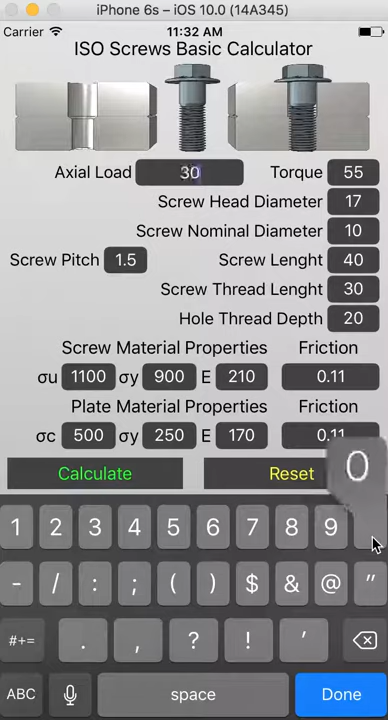 iPhone 6s – iOS 10.0 (14A345)
Carrier 11:32 AM
ISO Screws Basic Calculator
Axial Load 30 Torque 55
Screw Head Diameter 17
Screw Nominal Diameter 10
Screw Pitch 1.5 Screw Lenght 40
Screw Thread Lenght 30
Hole Thread Depth 20
Screw Material Properties Friction
σu 1100 σy 900 E 210 0.11
Plate Material Properties Friction
σc 500 σy 250 E 170 0.11
Calculate Reset
0
1 2 3 4 5 6 7 8 9
- / : ; ( ) $ & @ "
#+= . , ? ! '
ABC space Done